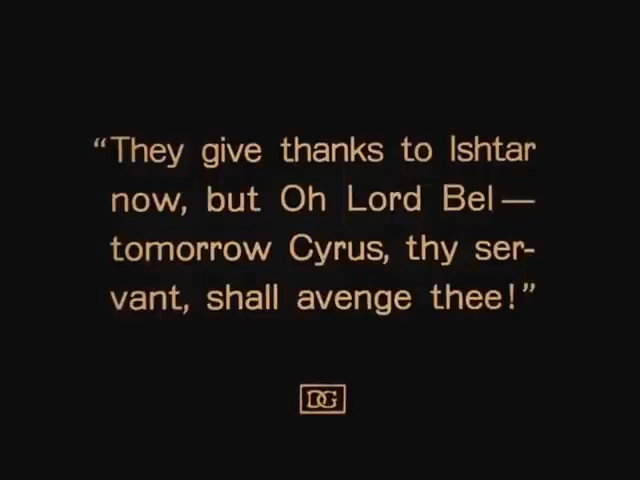 “They give thanks to Ishtar
now, but Oh Lord Bel—
tomorrow Cyrus, thy ser-
vant, shall avenge thee!”
DG